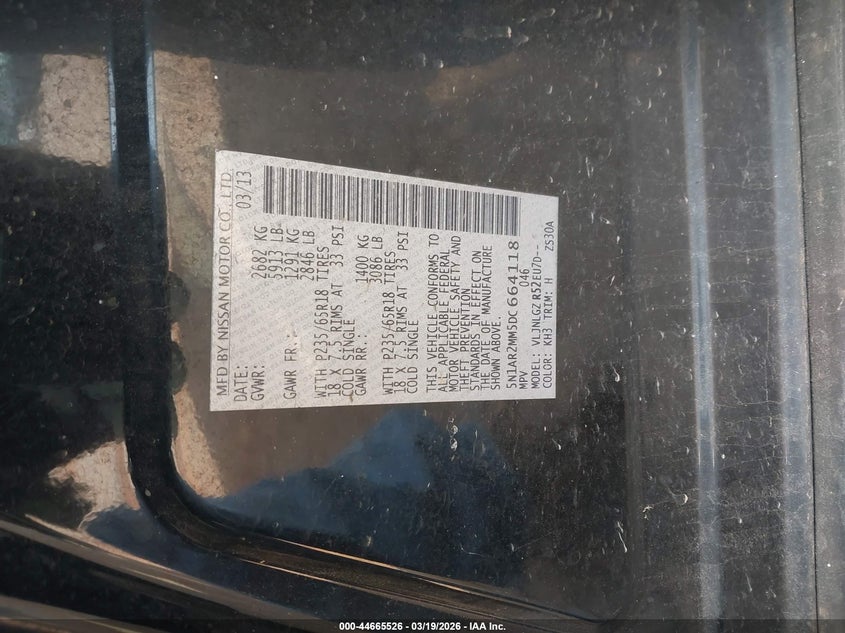 MFD BY NISSAN MOTOR CO., LTD.
DATE: 03/13
GVWR: 2682 KG
5913 LB
GAWR FR.: 1291 KG
2846 LB
WITH P235/65R18 TIRES
18 X 7.5 RIMS AT 33 PSI
COLD SINGLE
GAWR RR.: 1400 KG
3086 LB
WITH P235/65R18 TIRES
18 X 7.5 RIMS AT 33 PSI
COLD SINGLE
THIS VEHICLE CONFORMS TO
ALL APPLICABLE FEDERAL
MOTOR VEHICLE SAFETY AND
THEFT PREVENTION
STANDARDS IN EFFECT ON
THE DATE OF MANUFACTURE
SHOWN ABOVE.
5N1AR2MM5DC664118
MPV 046
MODEL: VLJNLGZ R52EU7D--
COLOR: KH3 TRIM: H ZS30A
000-44665526 - 03/19/2026 - IAA Inc.